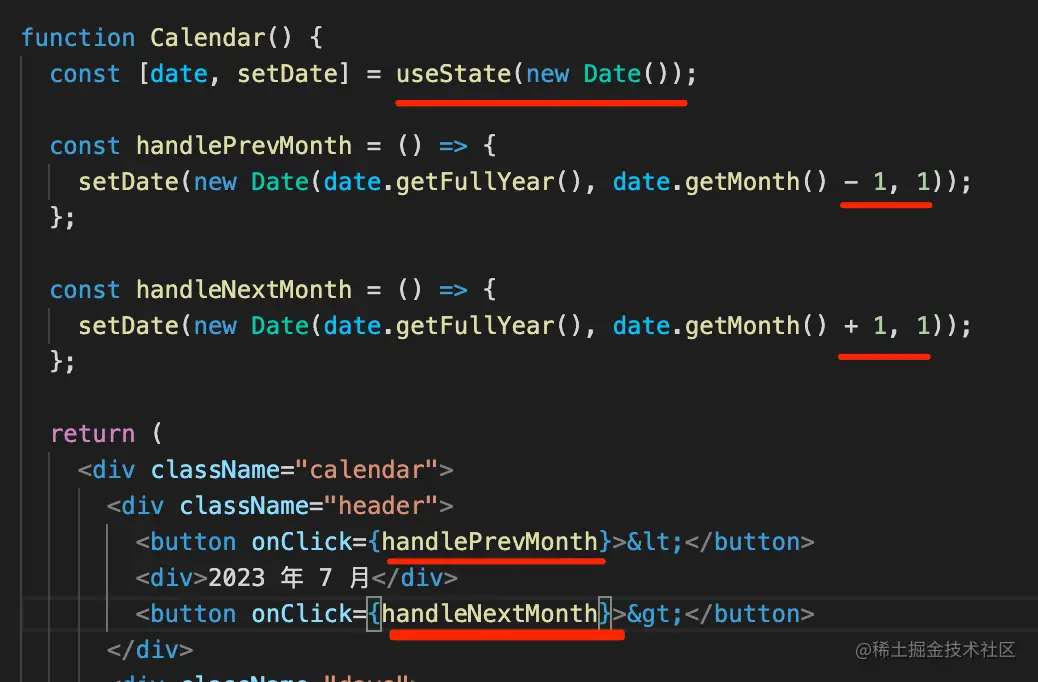 function Calendar() {
const [date, setDate] = useState(new Date());
const handlePrevMonth = () => {
setDate(new Date(date.getFullYear(), date.getMonth() - 1, 1));
};
const handleNextMonth = () => {
setDate(new Date(date.getFullYear(), date.getMonth() + 1, 1));
};
return (
<div className="calendar">
<div className="header">
<button onClick={handlePrevMonth}>&lt;</button>
<div>2023 年 7 月</div>
<button onClick={handleNextMonth}>&gt;</button>
</div>
@稀土掘金技术社区
<div className="days">